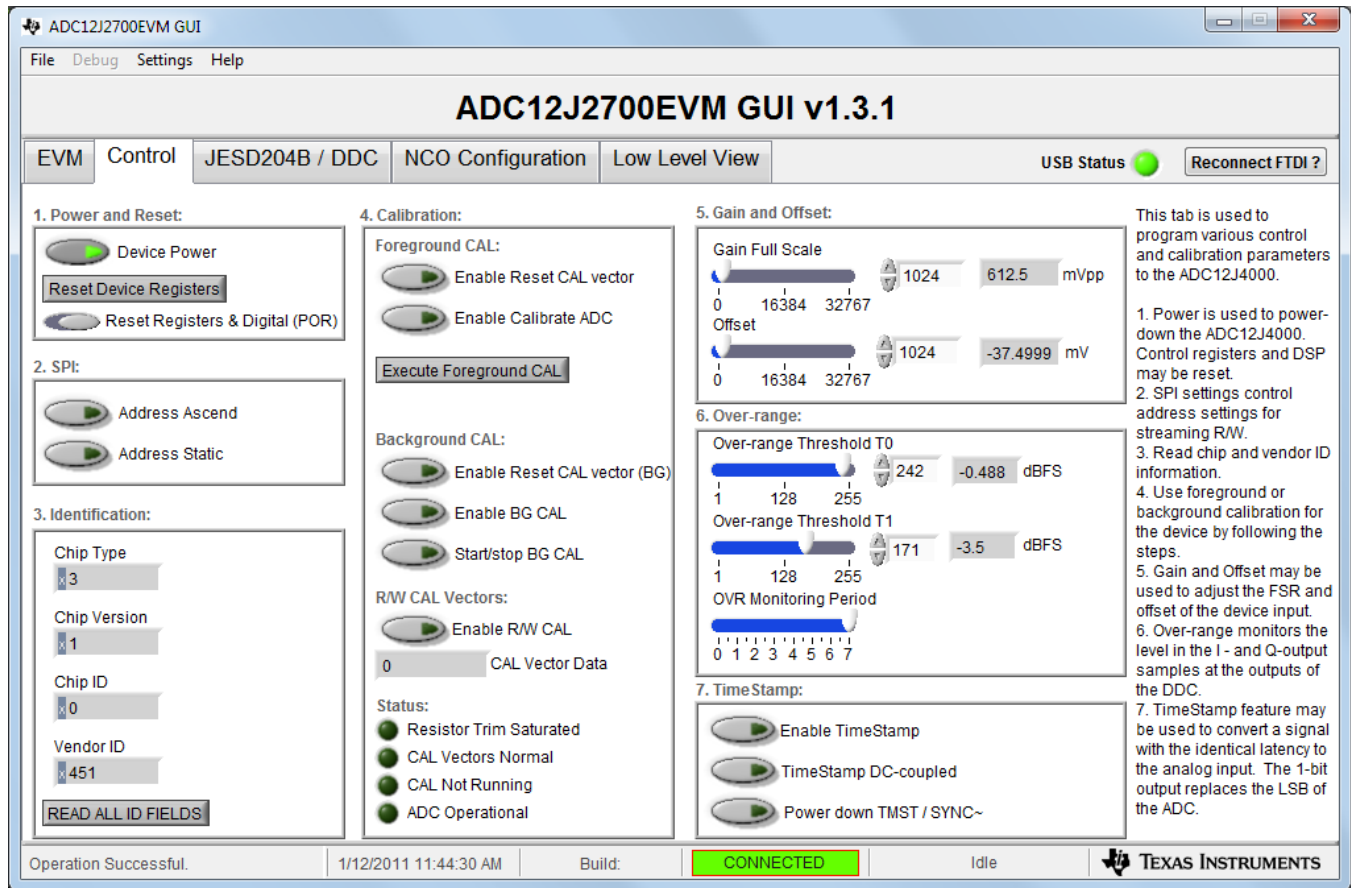 ADC12J2700EVM GUI
File Debug Settings Help
ADC12J2700EVM GUI v1.3.1
EVM Control JESD204B / DDC NCO Configuration Low Level View USB Status Reconnect FTDI ?
1. Power and Reset:
Device Power
Reset Device Registers
Reset Registers & Digital (POR)
2. SPI:
Address Ascend
Address Static
3. Identification:
Chip Type
x 3
Chip Version
x 1
Chip ID
x 0
Vendor ID
x 451
READ ALL ID FIELDS
4. Calibration:
Foreground CAL:
Enable Reset CAL vector
Enable Calibrate ADC
Execute Foreground CAL
Background CAL:
Enable Reset CAL vector (BG)
Enable BG CAL
Start/stop BG CAL
R/W CAL Vectors:
Enable R/W CAL
0 CAL Vector Data
Status:
Resistor Trim Saturated
CAL Vectors Normal
CAL Not Running
ADC Operational
5. Gain and Offset:
Gain Full Scale
1024 612.5 mVpp
0 16384 32767
Offset
1024 -37.4999 mV
0 16384 32767
6. Over-range:
Over-range Threshold T0
242 -0.488 dBFS
1 128 255
Over-range Threshold T1
171 -3.5 dBFS
1 128 255
OVR Monitoring Period
0 1 2 3 4 5 6 7
7. TimeStamp:
Enable TimeStamp
TimeStamp DC-coupled
Power down TMST / SYNC~
This tab is used to
program various control
and calibration parameters
to the ADC12J4000.
1. Power is used to power-
down the ADC12J4000.
Control registers and DSP
may be reset.
2. SPI settings control
address settings for
streaming R/W.
3. Read chip and vendor ID
information.
4. Use foreground or
background calibration for
the device by following the
steps.
5. Gain and Offset may be
used to adjust the FSR and
offset of the device input.
6. Over-range monitors the
level in the I - and Q-output
samples at the outputs of
the DDC.
7. TimeStamp feature may
be used to convert a signal
with the identical latency to
the analog input. The 1-bit
output replaces the LSB of
the ADC.
Operation Successful. 1/12/2011 11:44:30 AM Build: CONNECTED Idle TEXAS INSTRUMENTS